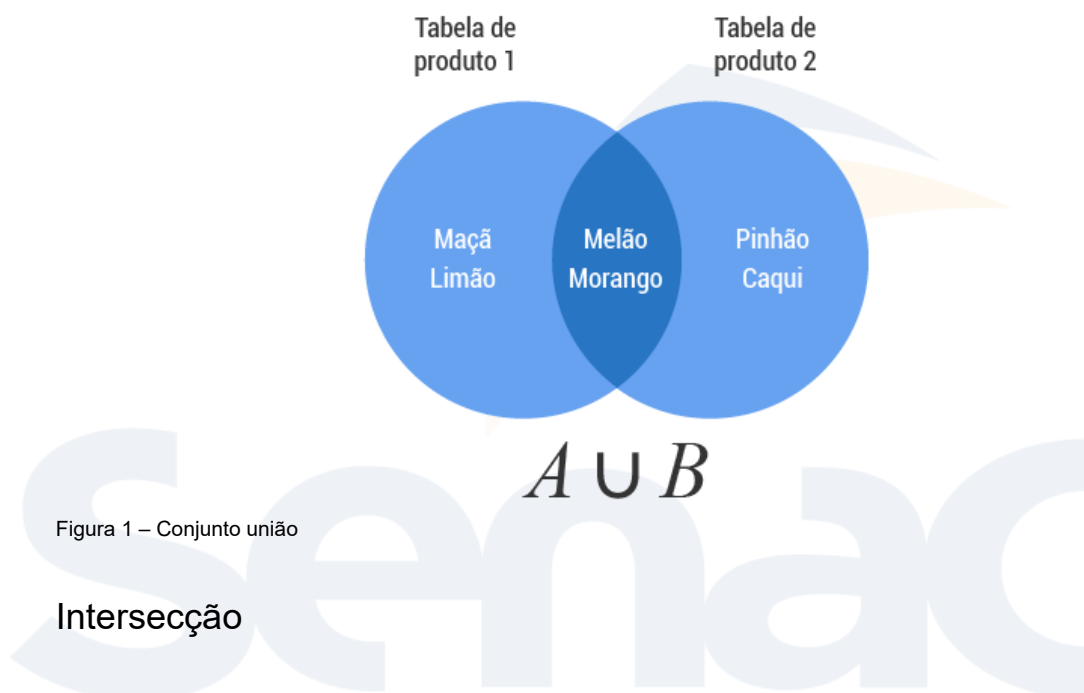 Tabela de
produto 1
Tabela de
produto 2
Maçã
Limão
Melão
Morango
Pinhão
Caqui
A ∪ B
Figura 1 – Conjunto união
Intersecção
Senac